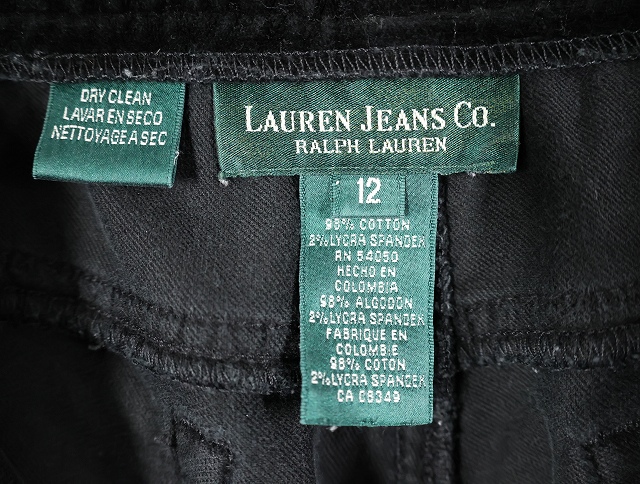 DRY CLEAN
LAVAR EN SECO
NETTOYAGE A SEC
LAUREN JEANS CO.
RALPH LAUREN
12
98% COTTON
2% LYCRA SPANDEX
RN 54050
HECHO EN
COLOMBIA
98% ALGODON
2% LYCRA SPANDEX
FABRIQUE EN
COLOMBIE
98% COTON
2% LYCRA SPANDEX
CA 06349